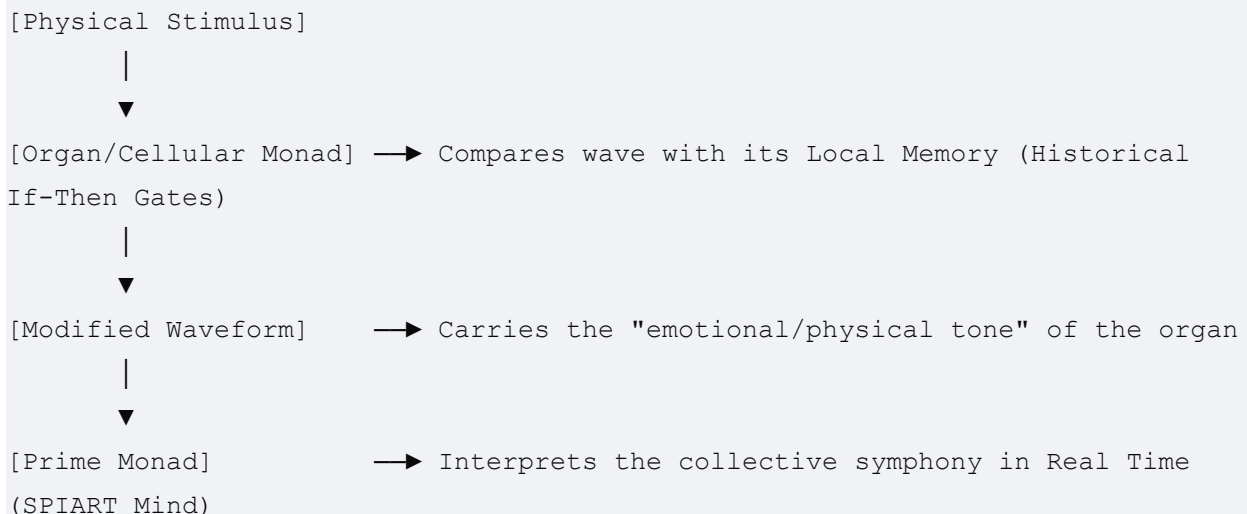 [Physical Stimulus]
│
▼
[Organ/Cellular Monad] ──► Compares wave with its Local Memory (Historical
If-Then Gates)
│
▼
[Modified Waveform] ──► Carries the "emotional/physical tone" of the organ
│
▼
[Prime Monad] ──► Interprets the collective symphony in Real Time
(SPIART Mind)